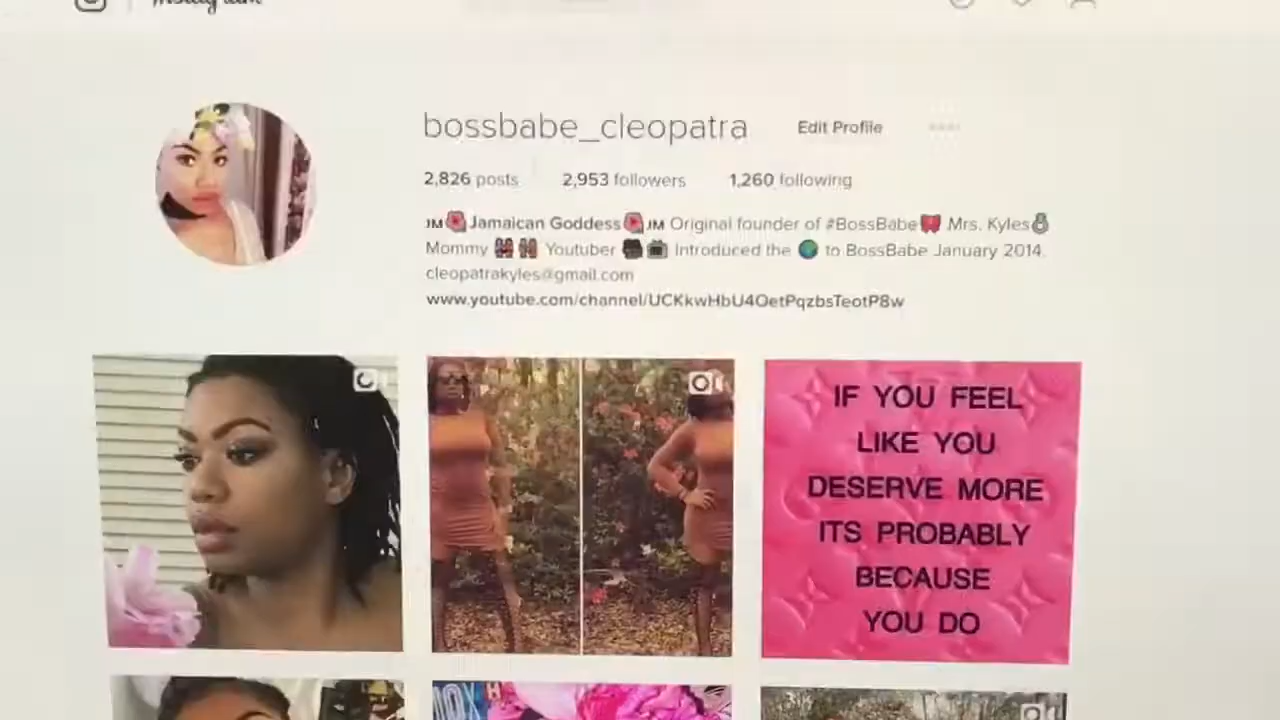 Instagram
bossbabe_cleopatra Edit Profile
2,826 posts 2,953 followers 1,260 following
JM Jamaican Goddess JM Original founder of #BossBabe Mrs. Kyles
Mommy Youtuber Introduced the to BossBabe January 2014.
cleopatrakyles@gmail.com
www.youtube.com/channel/UCKkwHbU4OetPqzbsTeotP8w
IF YOU FEEL
LIKE YOU
DESERVE MORE
ITS PROBABLY
BECAUSE
YOU DO